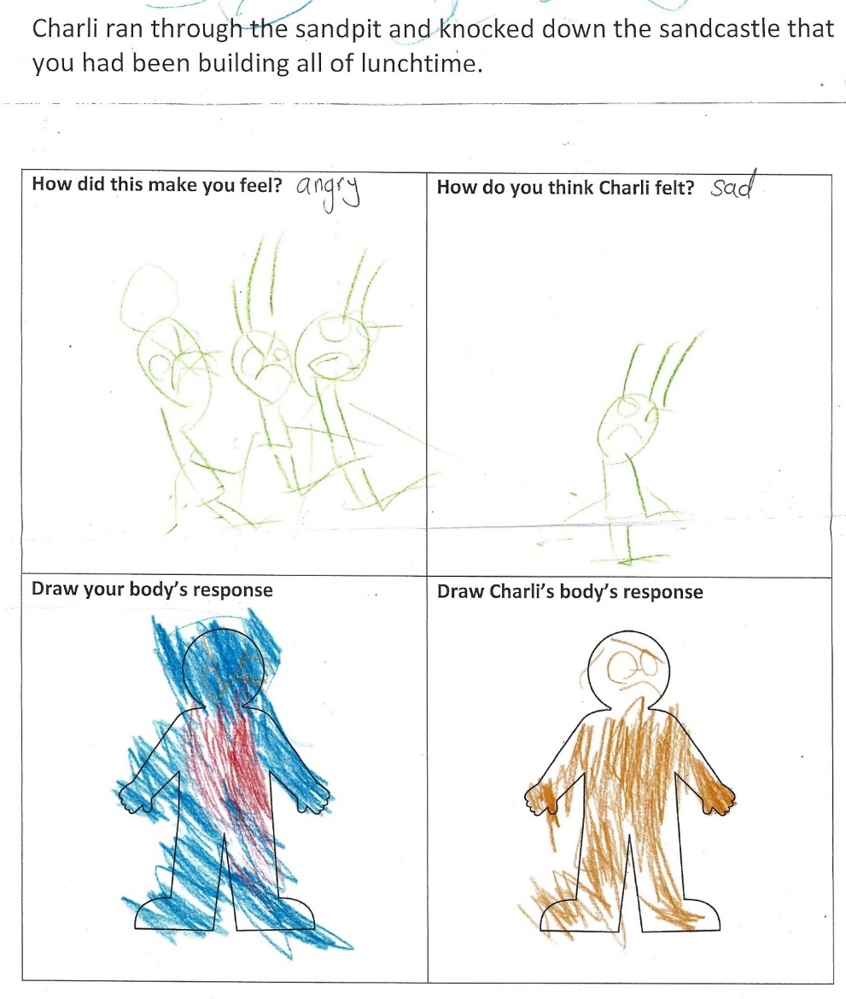 Charli ran through the sandpit and knocked down the sandcastle that
you had been building all of lunchtime.
How did this make you feel? angry
How do you think Charli felt? sad
Draw your body's response
Draw Charli's body's response